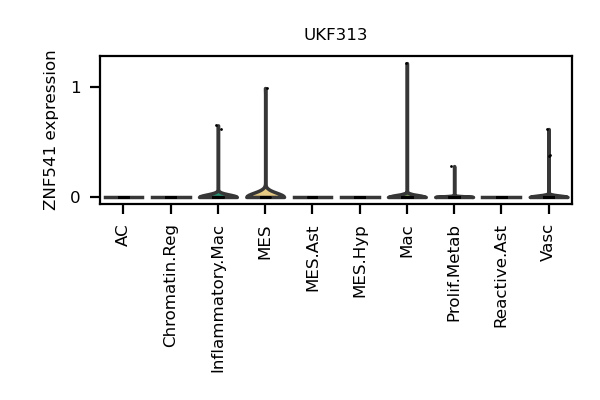 UKF313
ZNF541 expression
1
0
AC
Chromatin.Reg
Inflammatory.Mac
MES
MES.Ast
MES.Hyp
Mac
Prolif.Metab
Reactive.Ast
Vasc